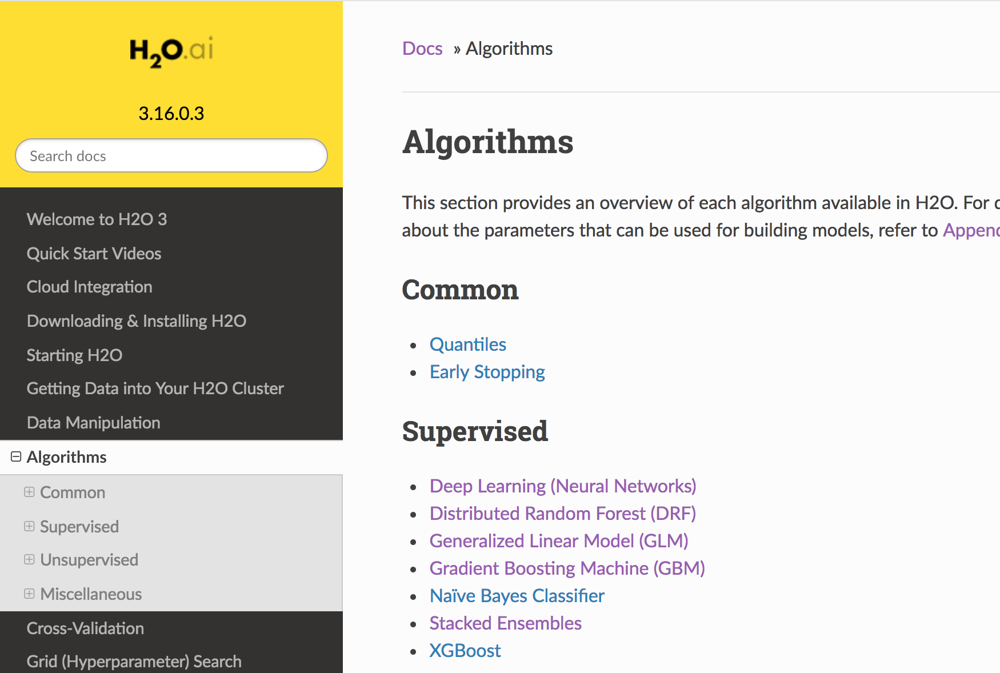 H2O.ai
3.16.0.3
Search docs
Welcome to H2O 3
Quick Start Videos
Cloud Integration
Downloading & Installing H2O
Starting H2O
Getting Data into Your H2O Cluster
Data Manipulation
Algorithms
Common
Supervised
Unsupervised
Miscellaneous
Cross-Validation
Grid (Hyperparameter) Search
Docs » Algorithms
Algorithms
This section provides an overview of each algorithm available in H2O. For
about the parameters that can be used for building models, refer to
Common
• Quantiles
• Early Stopping
Supervised
• Deep Learning (Neural Networks)
• Distributed Random Forest (DRF)
• Generalized Linear Model (GLM)
• Gradient Boosting Machine (GBM)
• Naïve Bayes Classifier
• Stacked Ensembles
• XGBoost